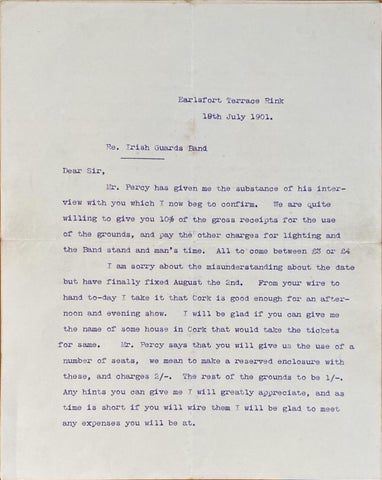 Earlsfort Terrace Rink
18th July 1901.
Re. Irish Guards Band
Dear Sir,
Mr. Percy has given me the substance of his inter-
view with you which I now beg to confirm. We are quite
willing to give you 10% of the gross receipts for the use
of the grounds, and pay the other charges for lighting and
the Band stand and man's time. All to come between £3 or £4
I am sorry about the misunderstanding about the date
but have finally fixed August the 2nd. From your wire to
hand to-day I take it that Cork is good enough for an after-
noon and evening show. I will be glad if you can give me
the name of some house in Cork that would take the tickets
for same. Mr. Percy says that you will give us the use of a
number of seats, we mean to make a reserved enclosure with
these, and charges 2/-. The rest of the grounds to be 1/-.
Any hints you can give me I will greatly appreciate, and as
time is short if you will wire them I will be glad to meet
any expenses you will be at.